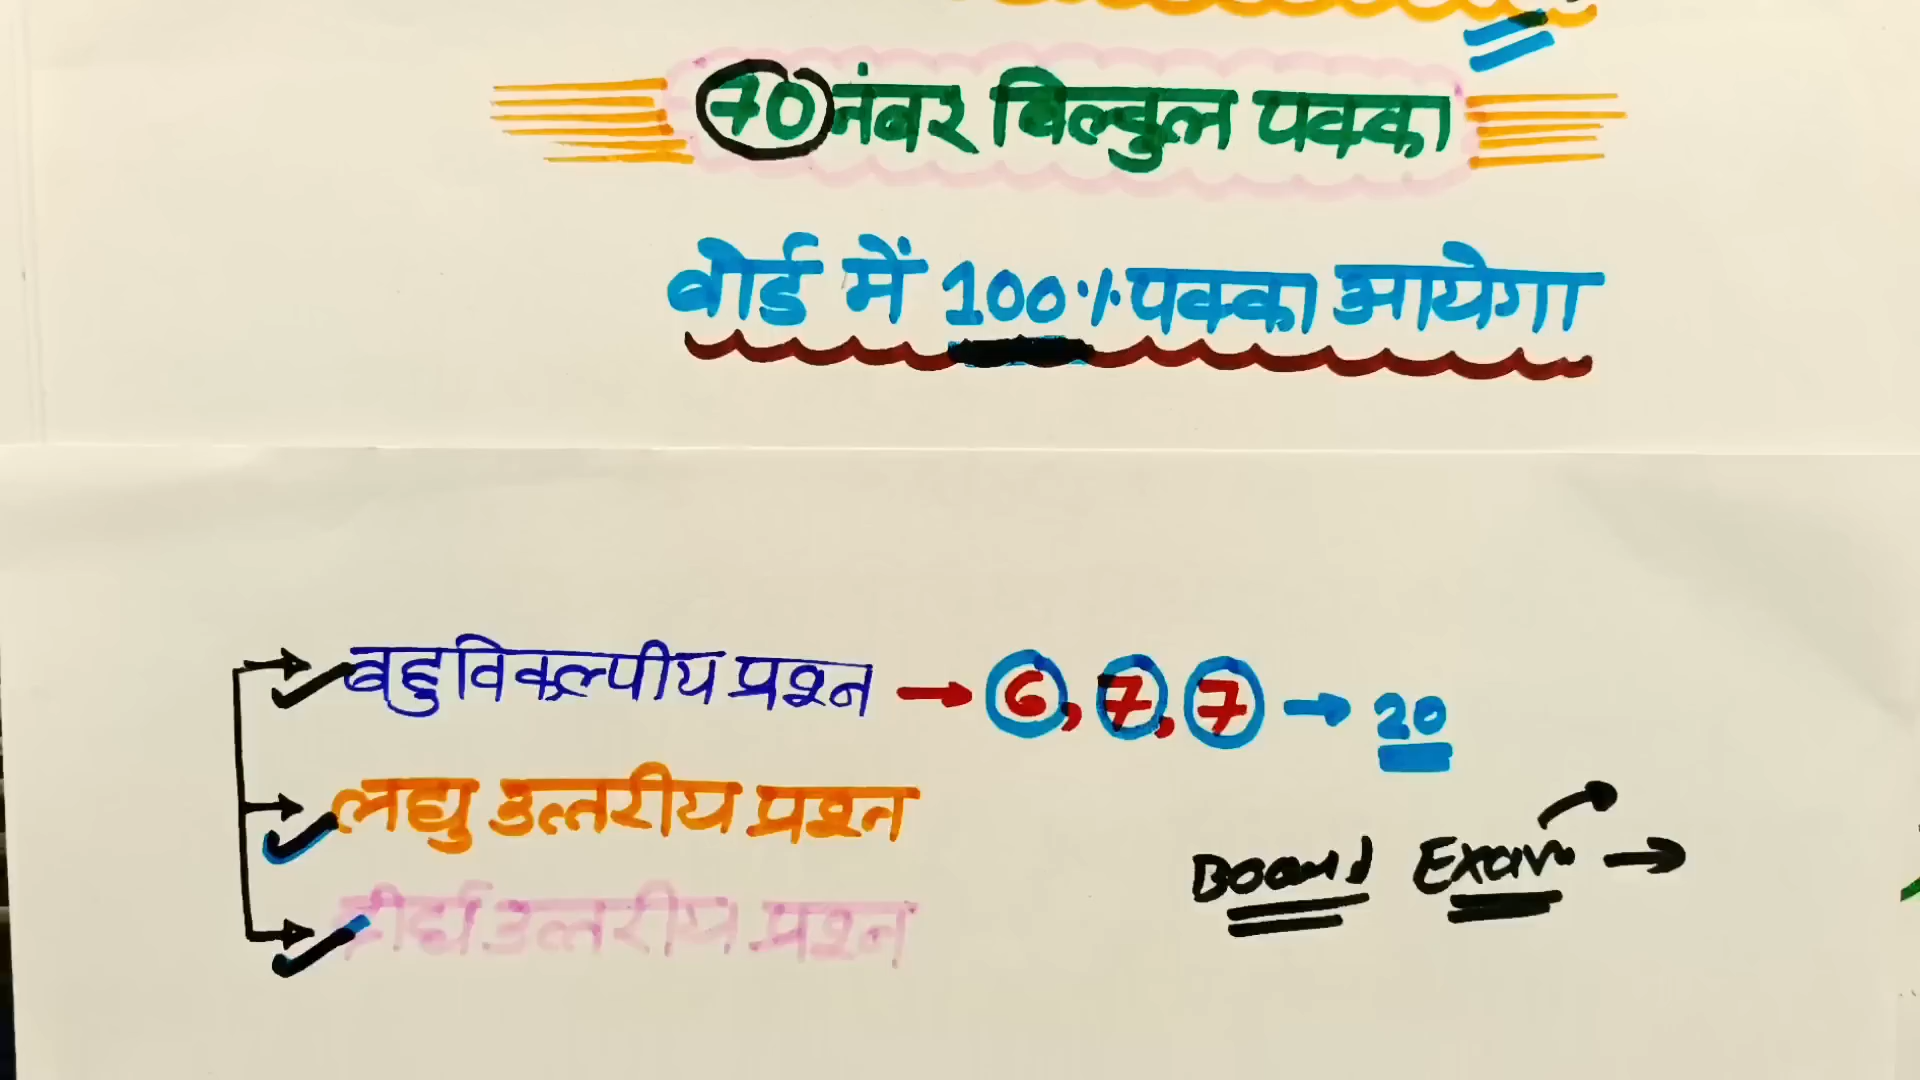 70 नंबर बिल्कुल पक्का
बोर्ड में 100% पक्का आयेगा
बहुविकल्पीय प्रश्न → 6, 7, 7 → 20
लघु उत्तरीय प्रश्न
दीर्घ उत्तरीय प्रश्न
Board Exam →